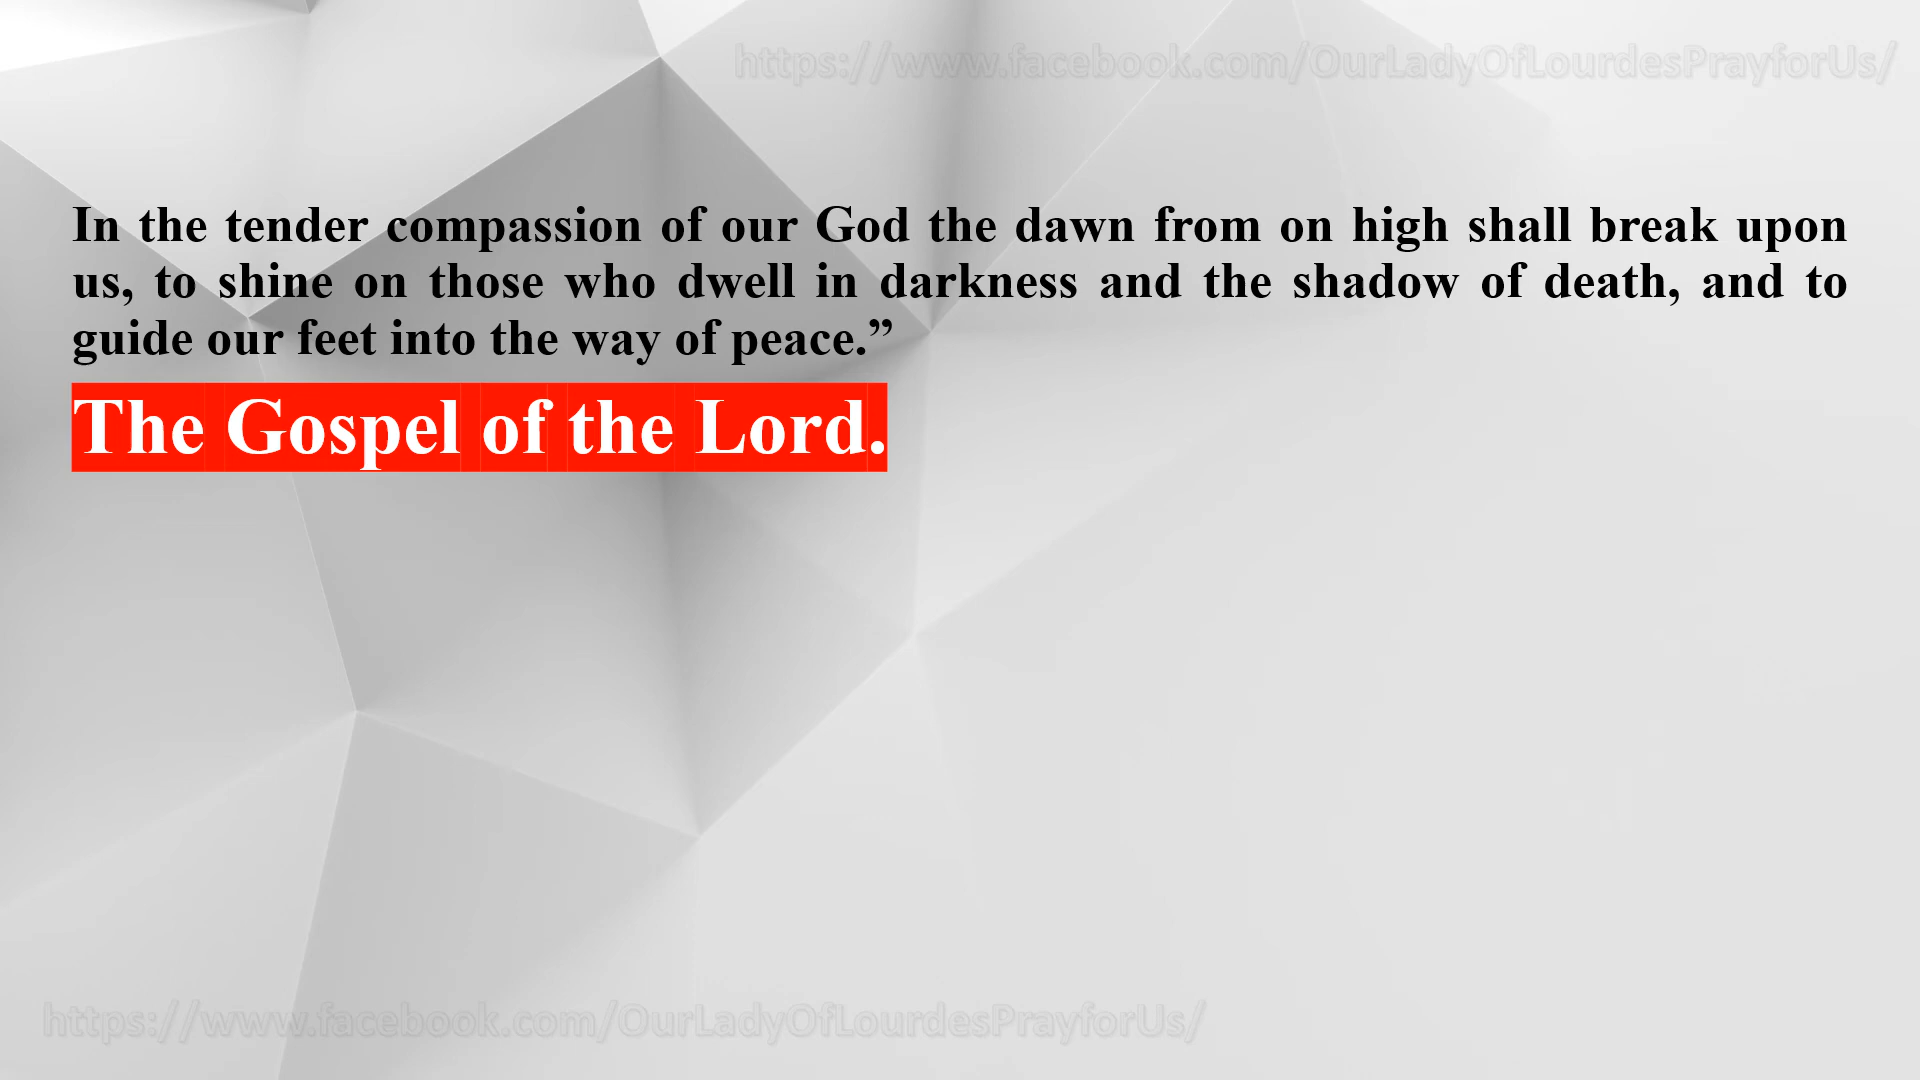 https://www.facebook.com/OurLadyOfLourdesPrayforUs/
In the tender compassion of our God the dawn from on high shall break upon
us, to shine on those who dwell in darkness and the shadow of death, and to
guide our feet into the way of peace.”
The Gospel of the Lord.
https://www.facebook.com/OurLadyOfLourdesPrayforUs/